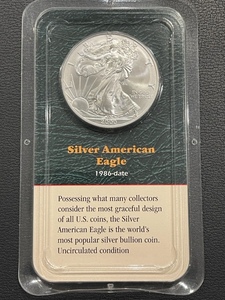 Silver American
Eagle
1986-date
Possessing what many collectors
consider the most graceful design
of all U.S. coins, the Silver
American Eagle is the world's
most popular silver bullion coin.
Uncirculated condition